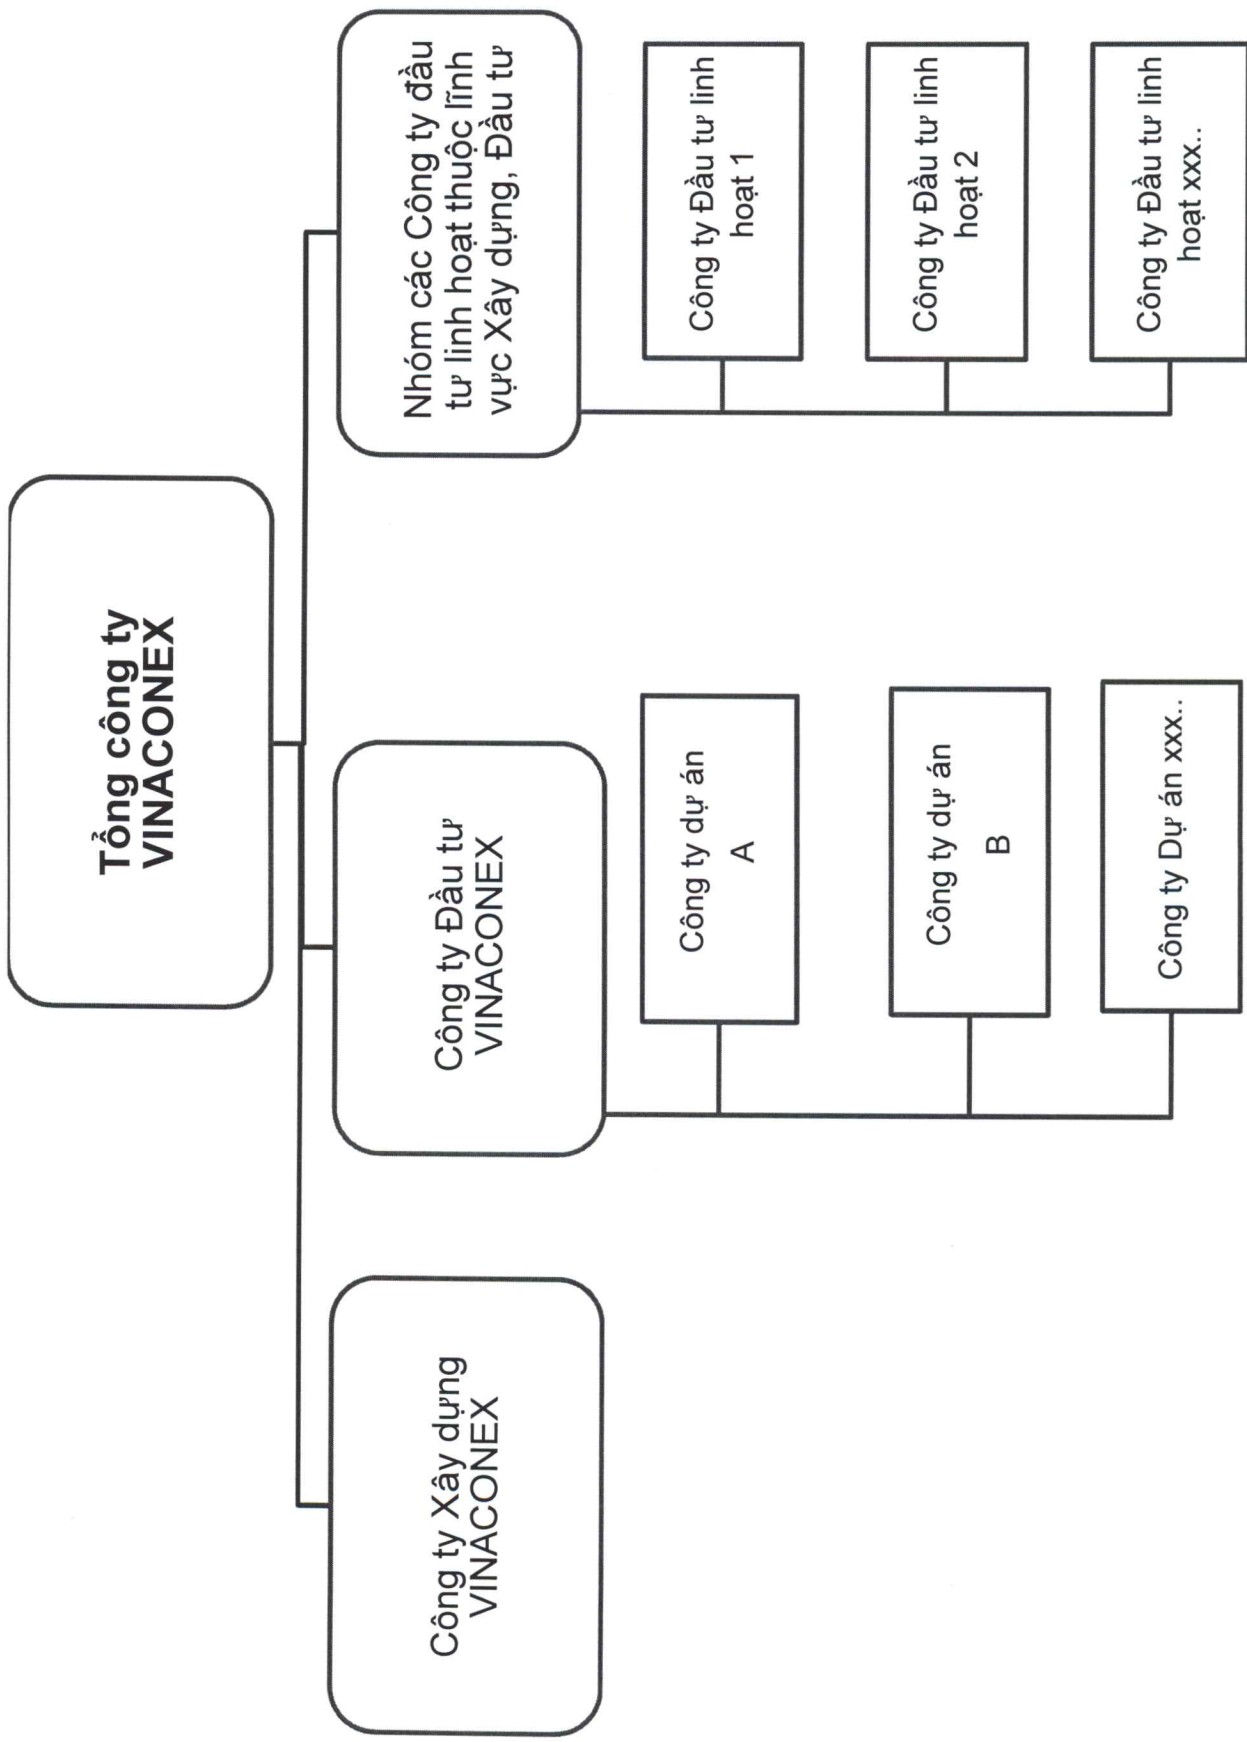 Tổng công ty
VINACONEX
Công ty Xây dựng
VINACONEX
Công ty Đầu tư
VINACONEX
Công ty dự án
A
Công ty dự án
B
Công ty Dự án xxx..
Nhóm các Công ty đầu
tư linh hoạt thuộc lĩnh
vực Xây dựng, Đầu tư
Công ty Đầu tư linh
hoạt 1
Công ty Đầu tư linh
hoạt 2
Công ty Đầu tư linh
hoạt xxx..